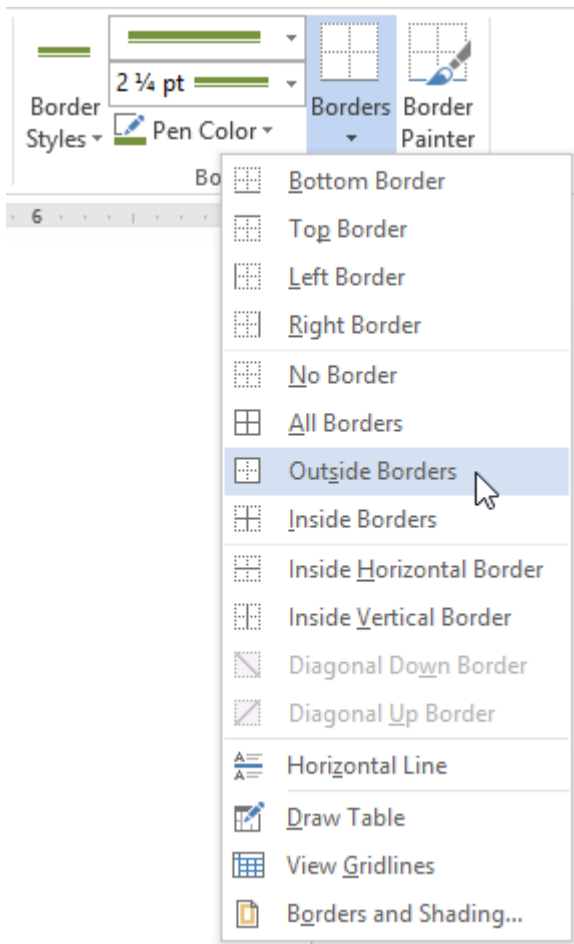 2 ¼ pt
Border Styles
Pen Color
Borders
Border Painter
Bo
6
Bottom Border
Top Border
Left Border
Right Border
No Border
All Borders
Outside Borders
Inside Borders
Inside Horizontal Border
Inside Vertical Border
Diagonal Down Border
Diagonal Up Border
Horizontal Line
Draw Table
View Gridlines
Borders and Shading...